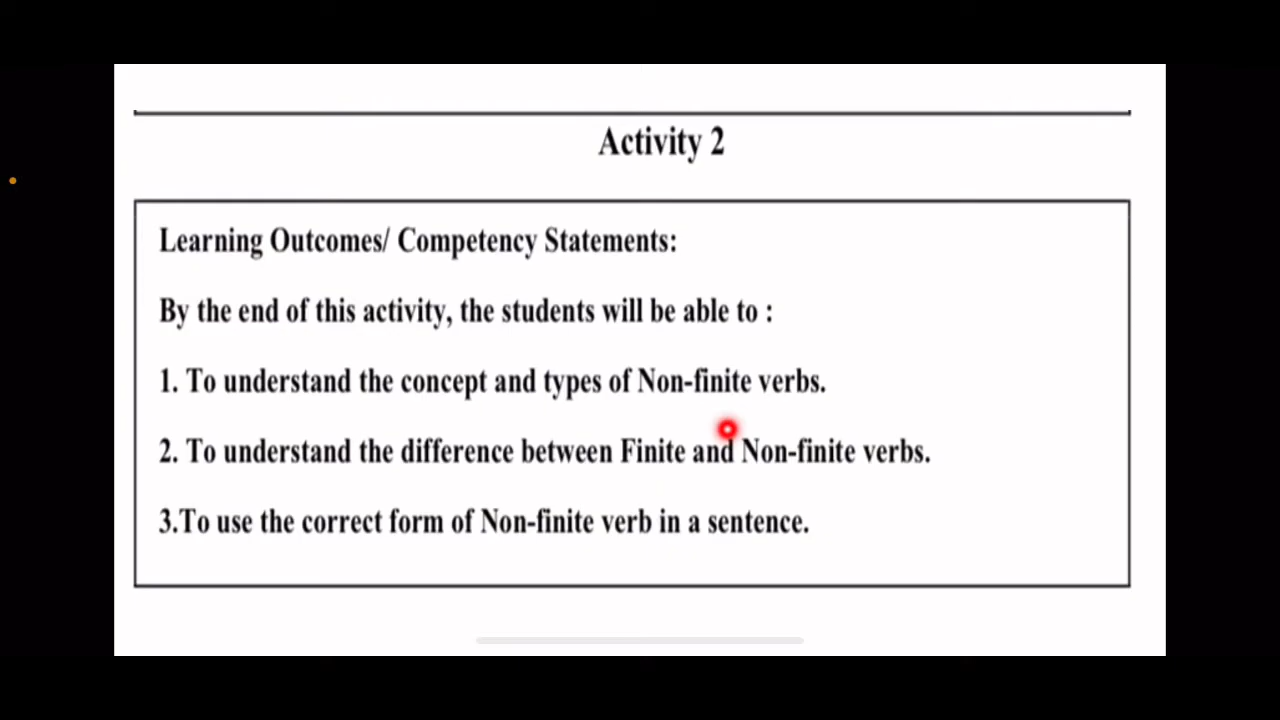 Activity 2
Learning Outcomes/ Competency Statements:
By the end of this activity, the students will be able to :
1. To understand the concept and types of Non-finite verbs.
2. To understand the difference between Finite and Non-finite verbs.
3.To use the correct form of Non-finite verb in a sentence.